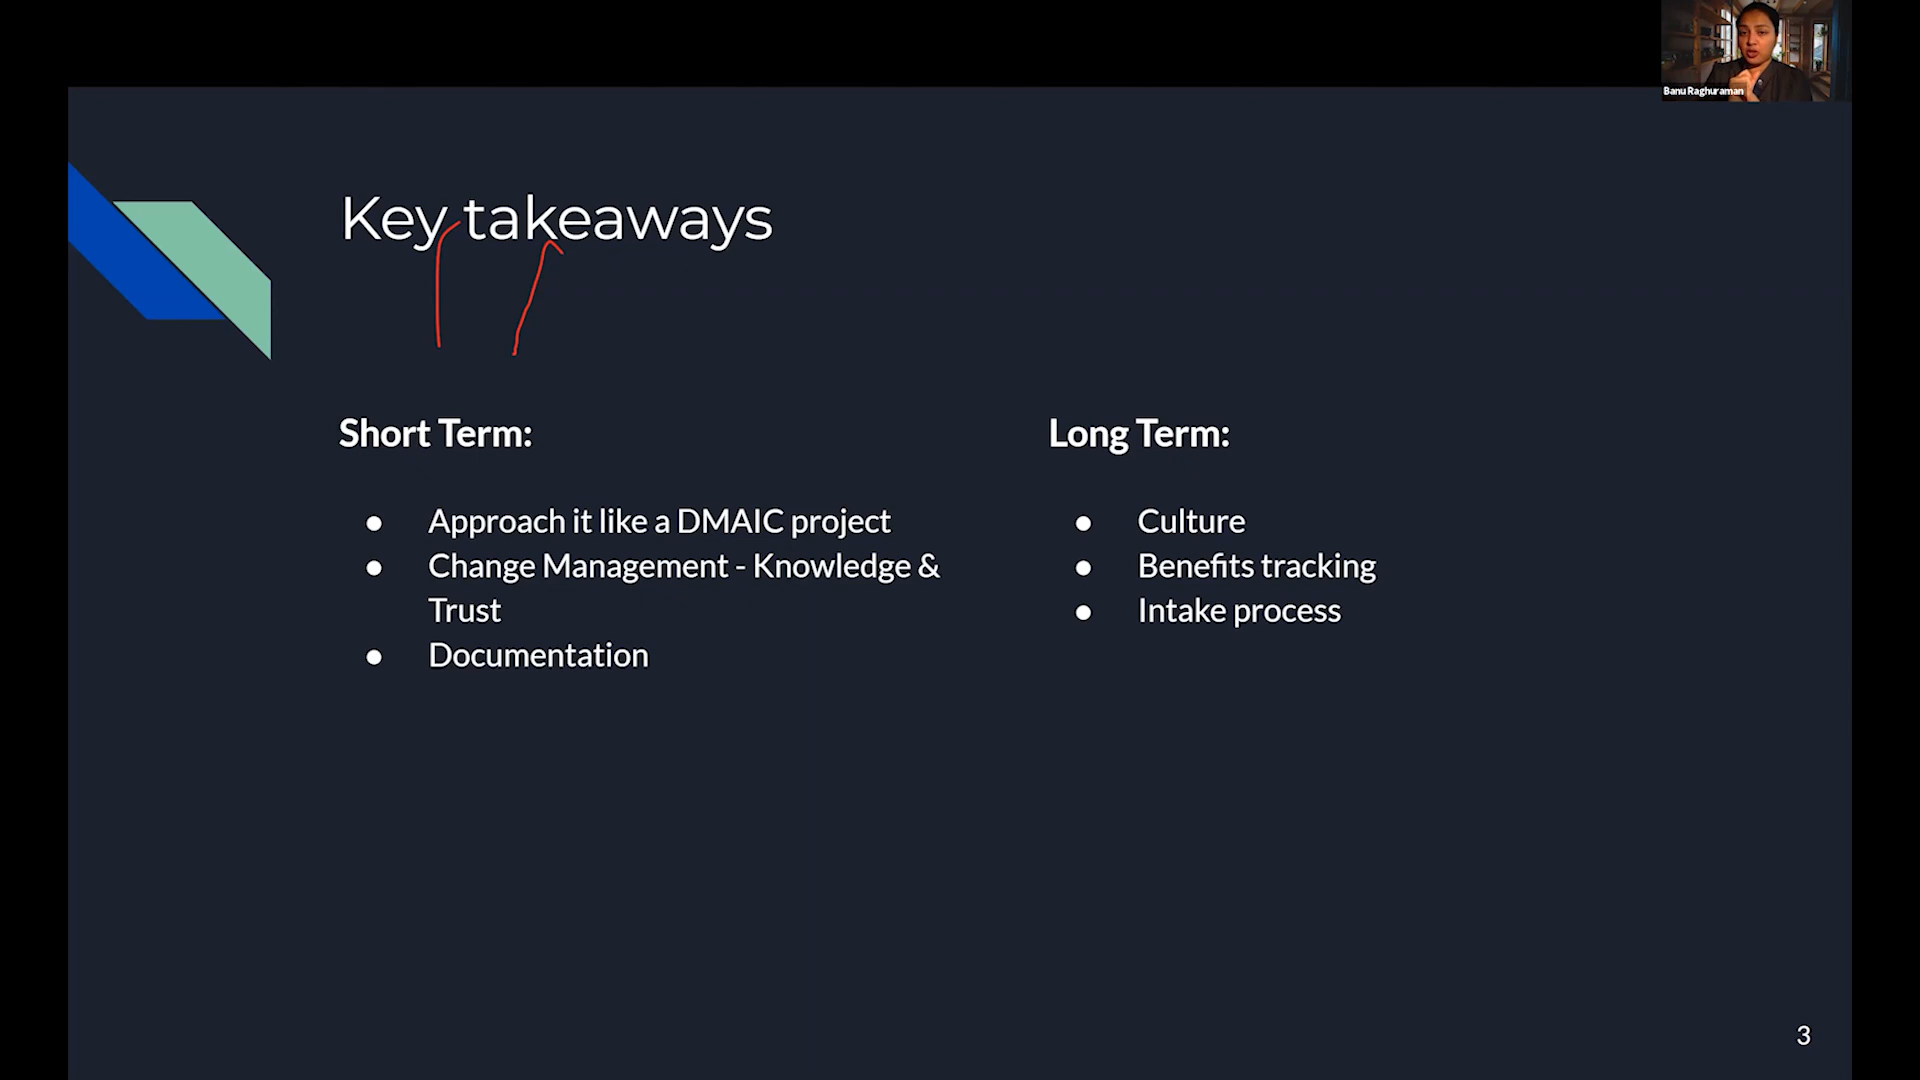 Banu Raghuraman
Key takeaways
Short Term:
● Approach it like a DMAIC project
● Change Management - Knowledge &
Trust
● Documentation
Long Term:
● Culture
● Benefits tracking
● Intake process
3